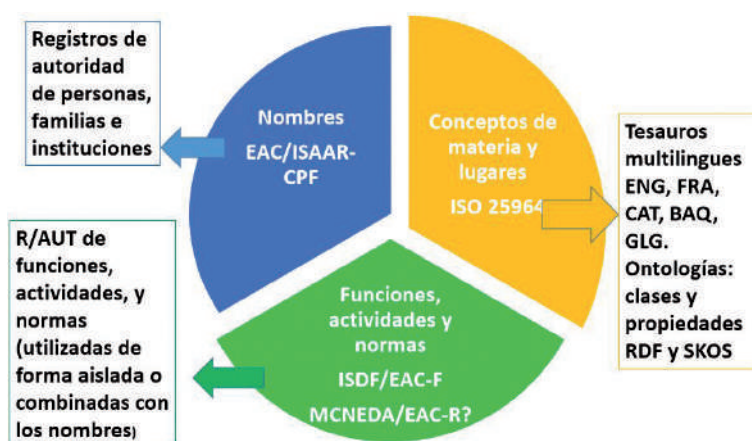 Registros de
autoridad
de personas,
familias e
instituciones
Nombres
EAC/ISAAR-
CPF
Conceptos de
materia y
lugares
ISO 25964
Tesauros
multilingues
ENG, FRA,
CAT, BAQ,
GLG.
Ontologías:
clases y
propiedades
RDF y SKOS
R/AUT de
funciones,
actividades, y
normas
(utilizadas de
forma aislada o
combinadas con
los nombres)
Funciones,
actividades y
normas
ISDF/EAC-F
MCNEDA/EAC-R?